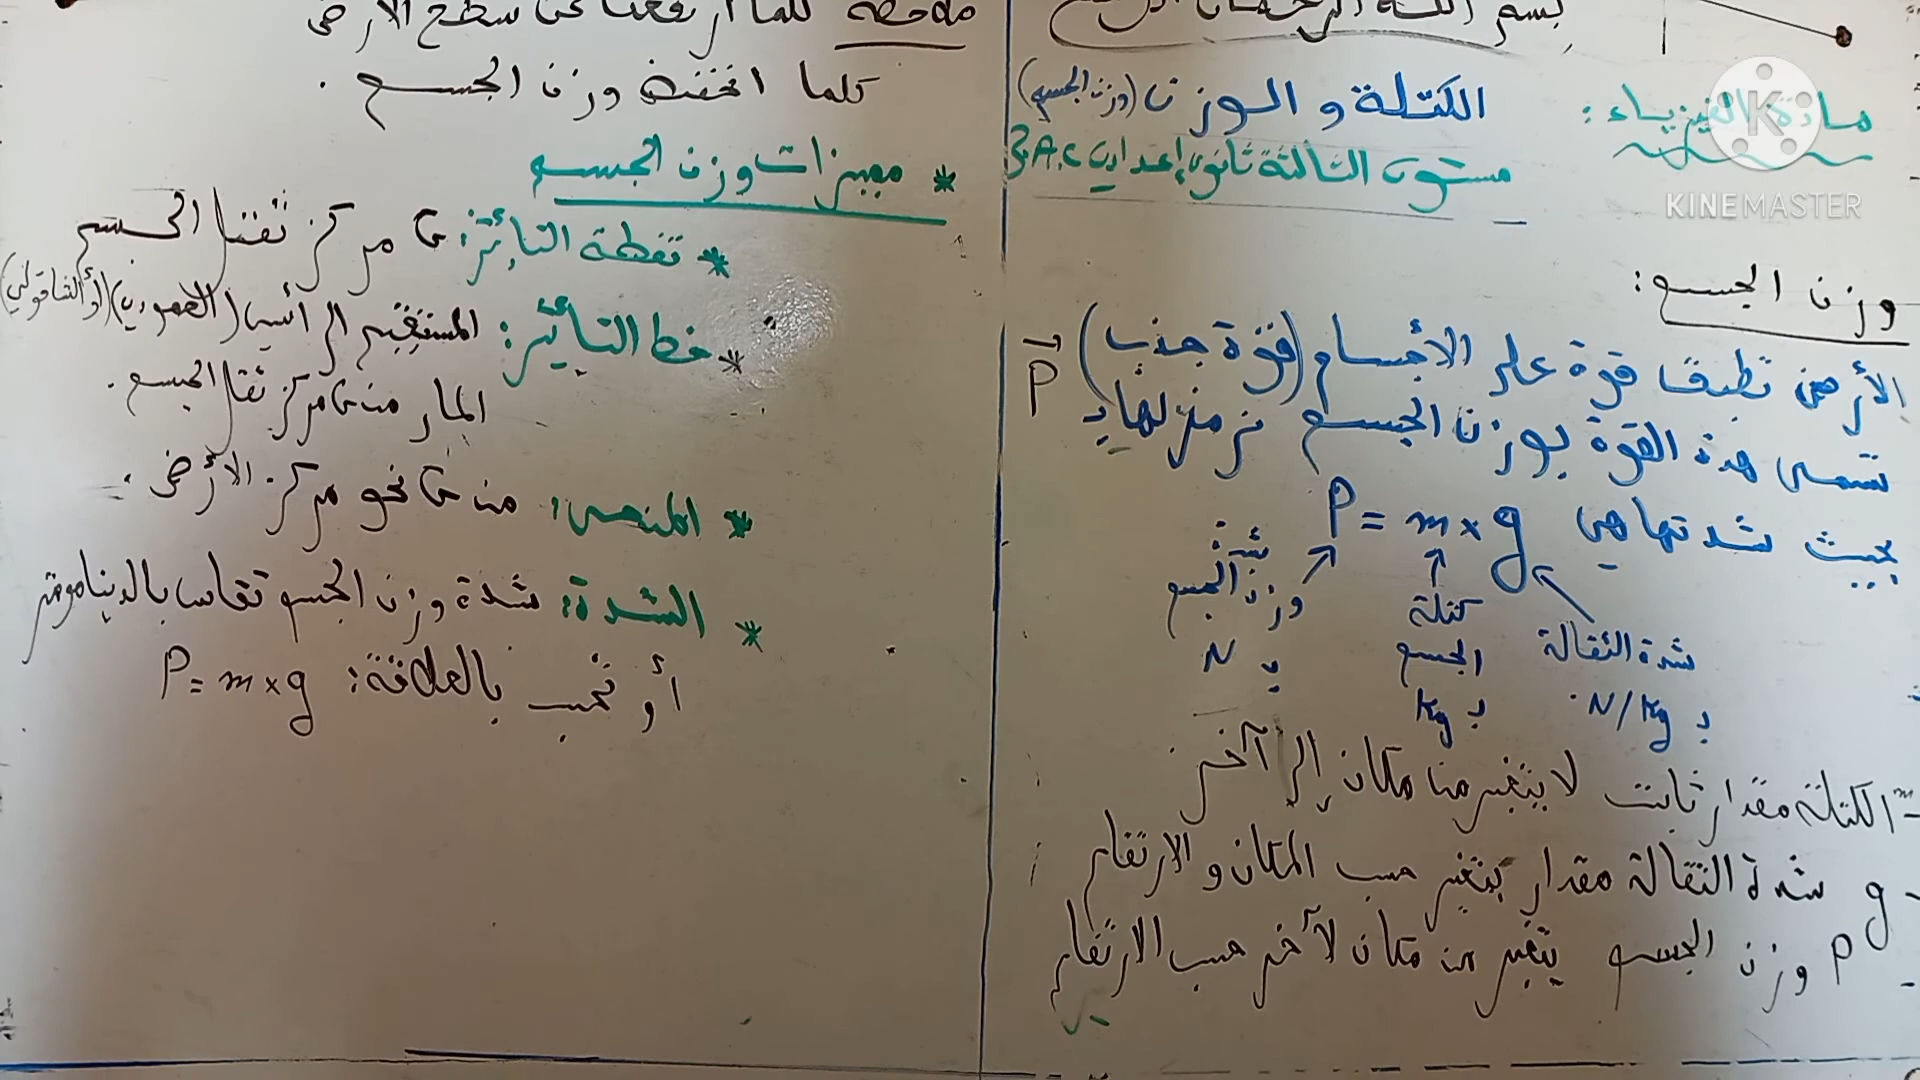 بسم الله الرحمان الرحيم
مادة الفيزياء:
الكتلة و الوزن (وزن الجسم)
مستوى الثالثة ثانوي إعدادي 3A.C
وزن الجسم:
الأرض تطبق قوة على الأجسام (قوة جذب)
تسمى هذه القوة بوزن الجسم نرمز لها بـ P
بحيث شدتها هي P = m x g
شدة وزن الجسم
بـ N
كتلة الجسم
بـ Kg
شدة الثقالة
بـ N/Kg
- m الكتلة مقدار ثابت لا يتغير من مكان إلى آخر
- g شدة الثقالة مقدار يتغير حسب المكان و الارتفاع
- P وزن الجسم يتغير من مكان لآخر حسب الارتفاع
ملاحظة كلما ارتفعنا عن سطح الأرض
كلما انخفض وزن الجسم .
* مميزات وزن الجسم
* نقطة التأثير: G مركز ثقل الجسم
* خط التأثير: المستقيم الرأسي (العمودي) (أو الشاقولي)
المار من G مركز ثقل الجسم .
* المنحى: من G نحو مركز الأرض .
* الشدة: شدة وزن الجسم تقاس بالدينامومتر
أو تحسب بالعلاقة: P = m x g
KINEMASTER